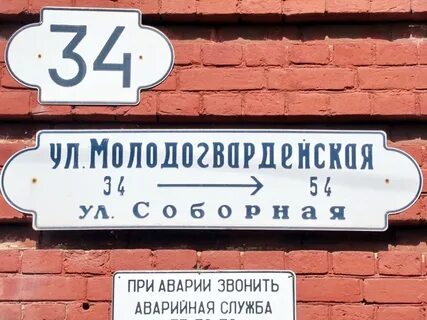 34
ул. Молодогвардейская
34 → 54
ул. Соборная
ПРИ АВАРИИ ЗВОНИТЬ
АВАРИЙНАЯ СЛУЖБА